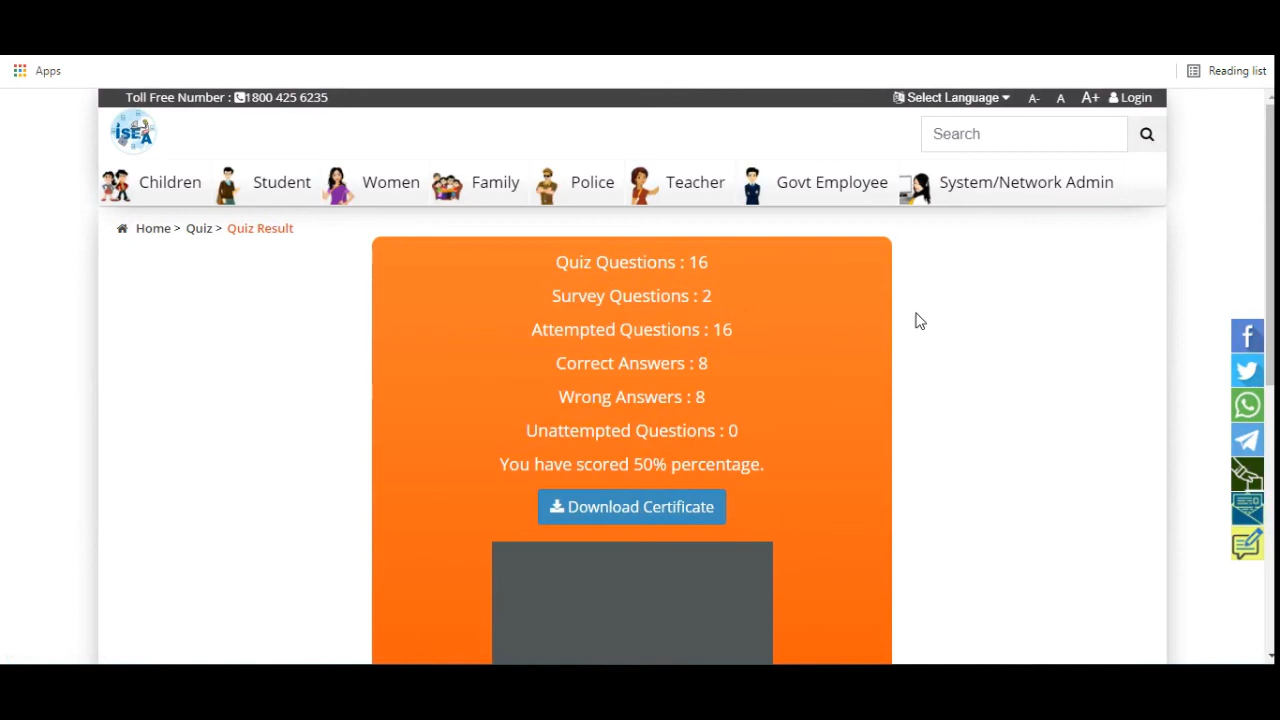 Apps
Reading list
Toll Free Number : 1800 425 6235
Select Language
A-
A
A+
Login
ISEA
Search
Children
Student
Women
Family
Police
Teacher
Govt Employee
System/Network Admin
Home > Quiz > Quiz Result
Quiz Questions : 16
Survey Questions : 2
Attempted Questions : 16
Correct Answers : 8
Wrong Answers : 8
Unattempted Questions : 0
You have scored 50% percentage.
Download Certificate